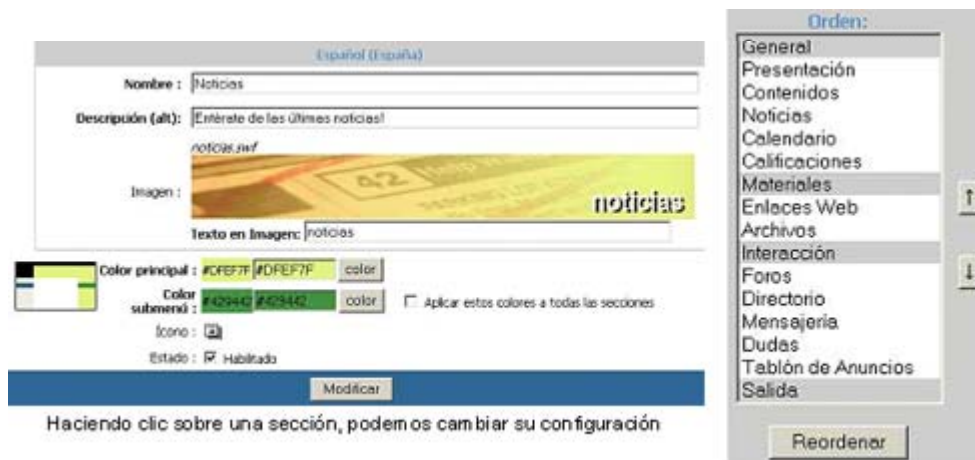 Español (España)
Nombre : Noticias
Descripción (alt): Entérate de las últimas noticias!
noticias.swf
Imagen :
42
noticias
Texto en Imagen: noticias
Color principal : #DFEF7F #DFEF7F color
Color submenú : #429442 #429442 color Aplicar estos colores a todas las secciones
Ícono :
Estado : Habilitado
Modificar
Haciendo clic sobre una sección, podemos cambiar su configuración
Orden:
General
Presentación
Contenidos
Noticias
Calendario
Calificaciones
Materiales
Enlaces Web
Archivos
Interacción
Foros
Directorio
Mensajería
Dudas
Tablón de Anuncios
Salida
Reordenar